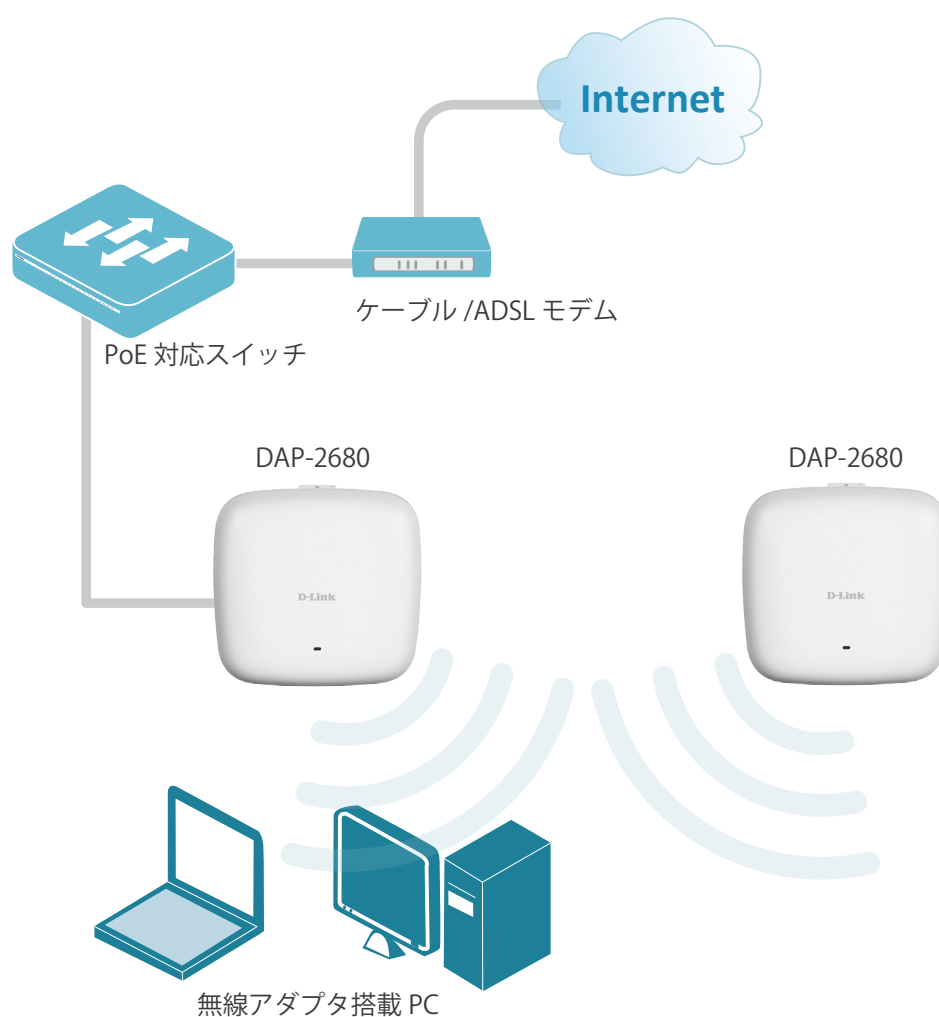 Internet
ケーブル /ADSL モデム
PoE 対応スイッチ
DAP-2680
DAP-2680
D-Link
D-Link
無線アダプタ搭載 PC